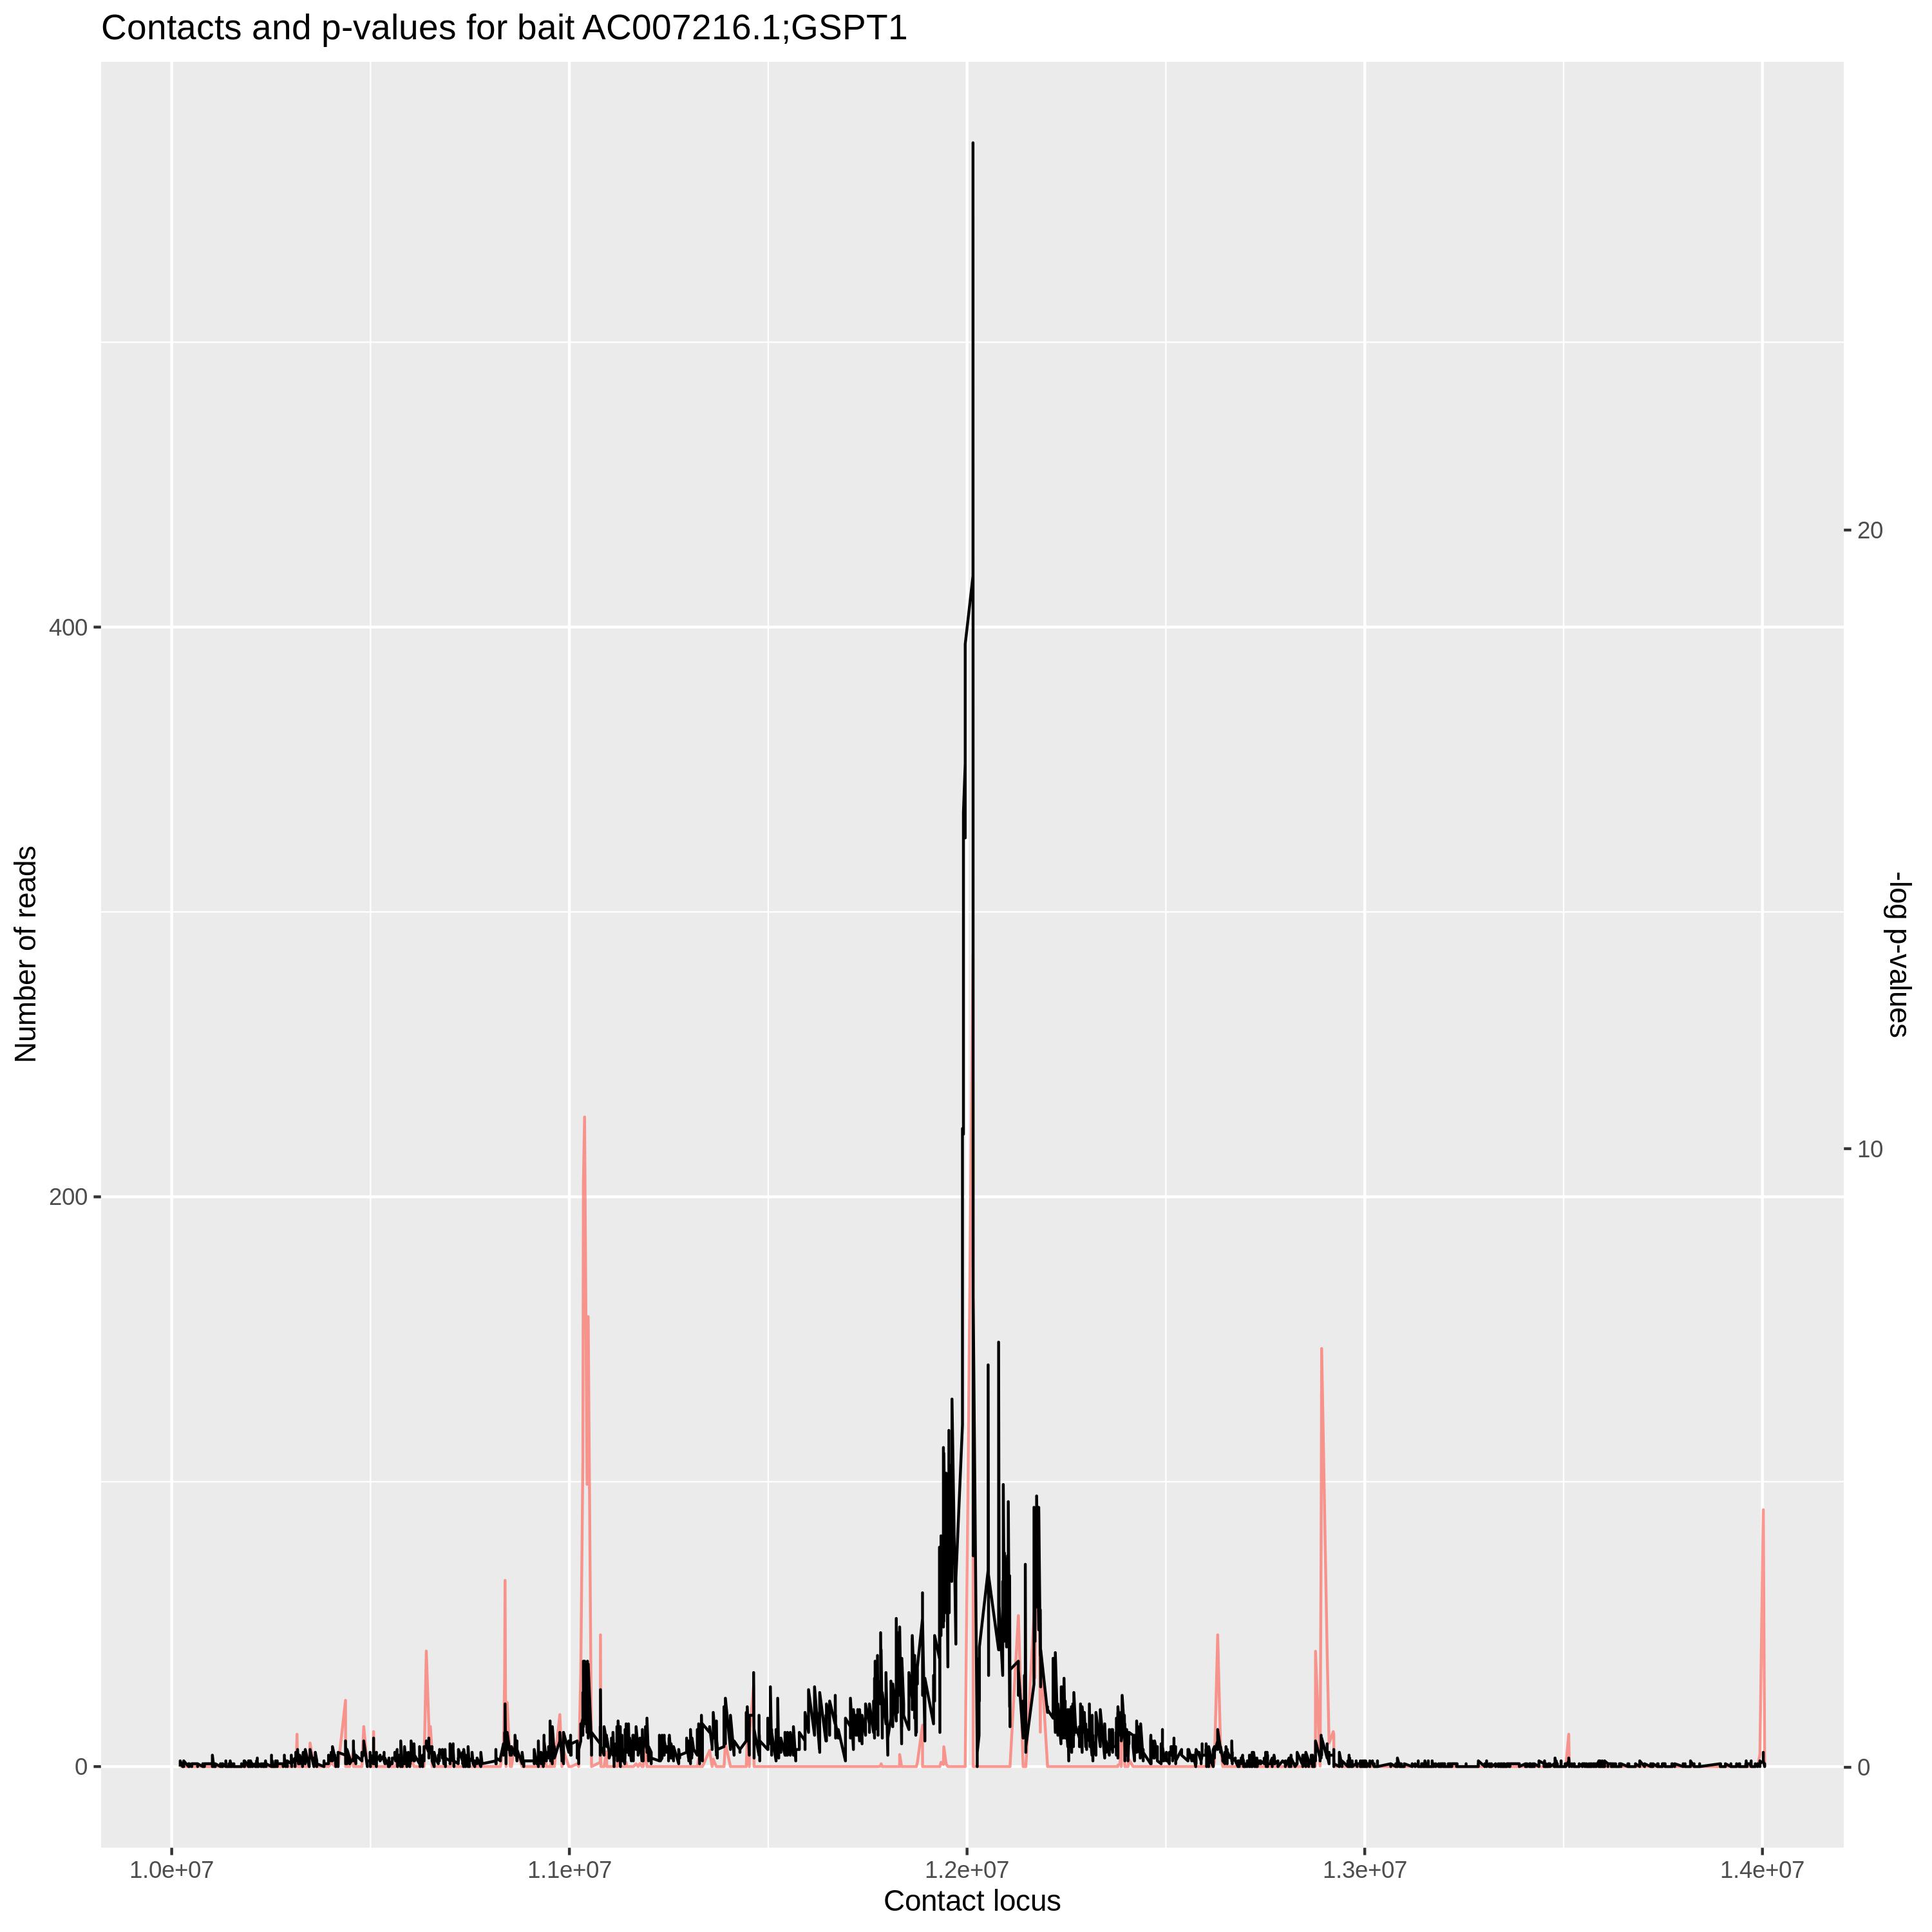 Contacts and p-values for bait AC007216.1;GSPT1
Number of reads
400
200
0
20
10
0
-log p-values
1.0e+07 1.1e+07 1.2e+07 1.3e+07 1.4e+07
Contact locus